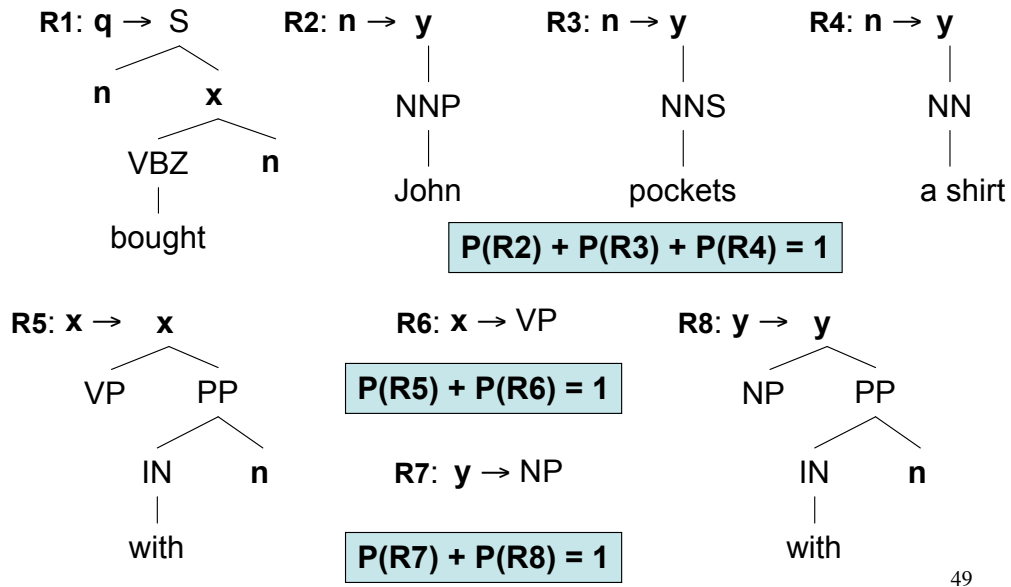 R1: q → S
n x
VBZ n
bought
R2: n → y
NNP
John
R3: n → y
NNS
pockets
R4: n → y
NN
a shirt
P(R2) + P(R3) + P(R4) = 1
R5: x → x
VP PP
IN n
with
R6: x → VP
P(R5) + P(R6) = 1
R7: y → NP
P(R7) + P(R8) = 1
R8: y → y
NP PP
IN n
with
49